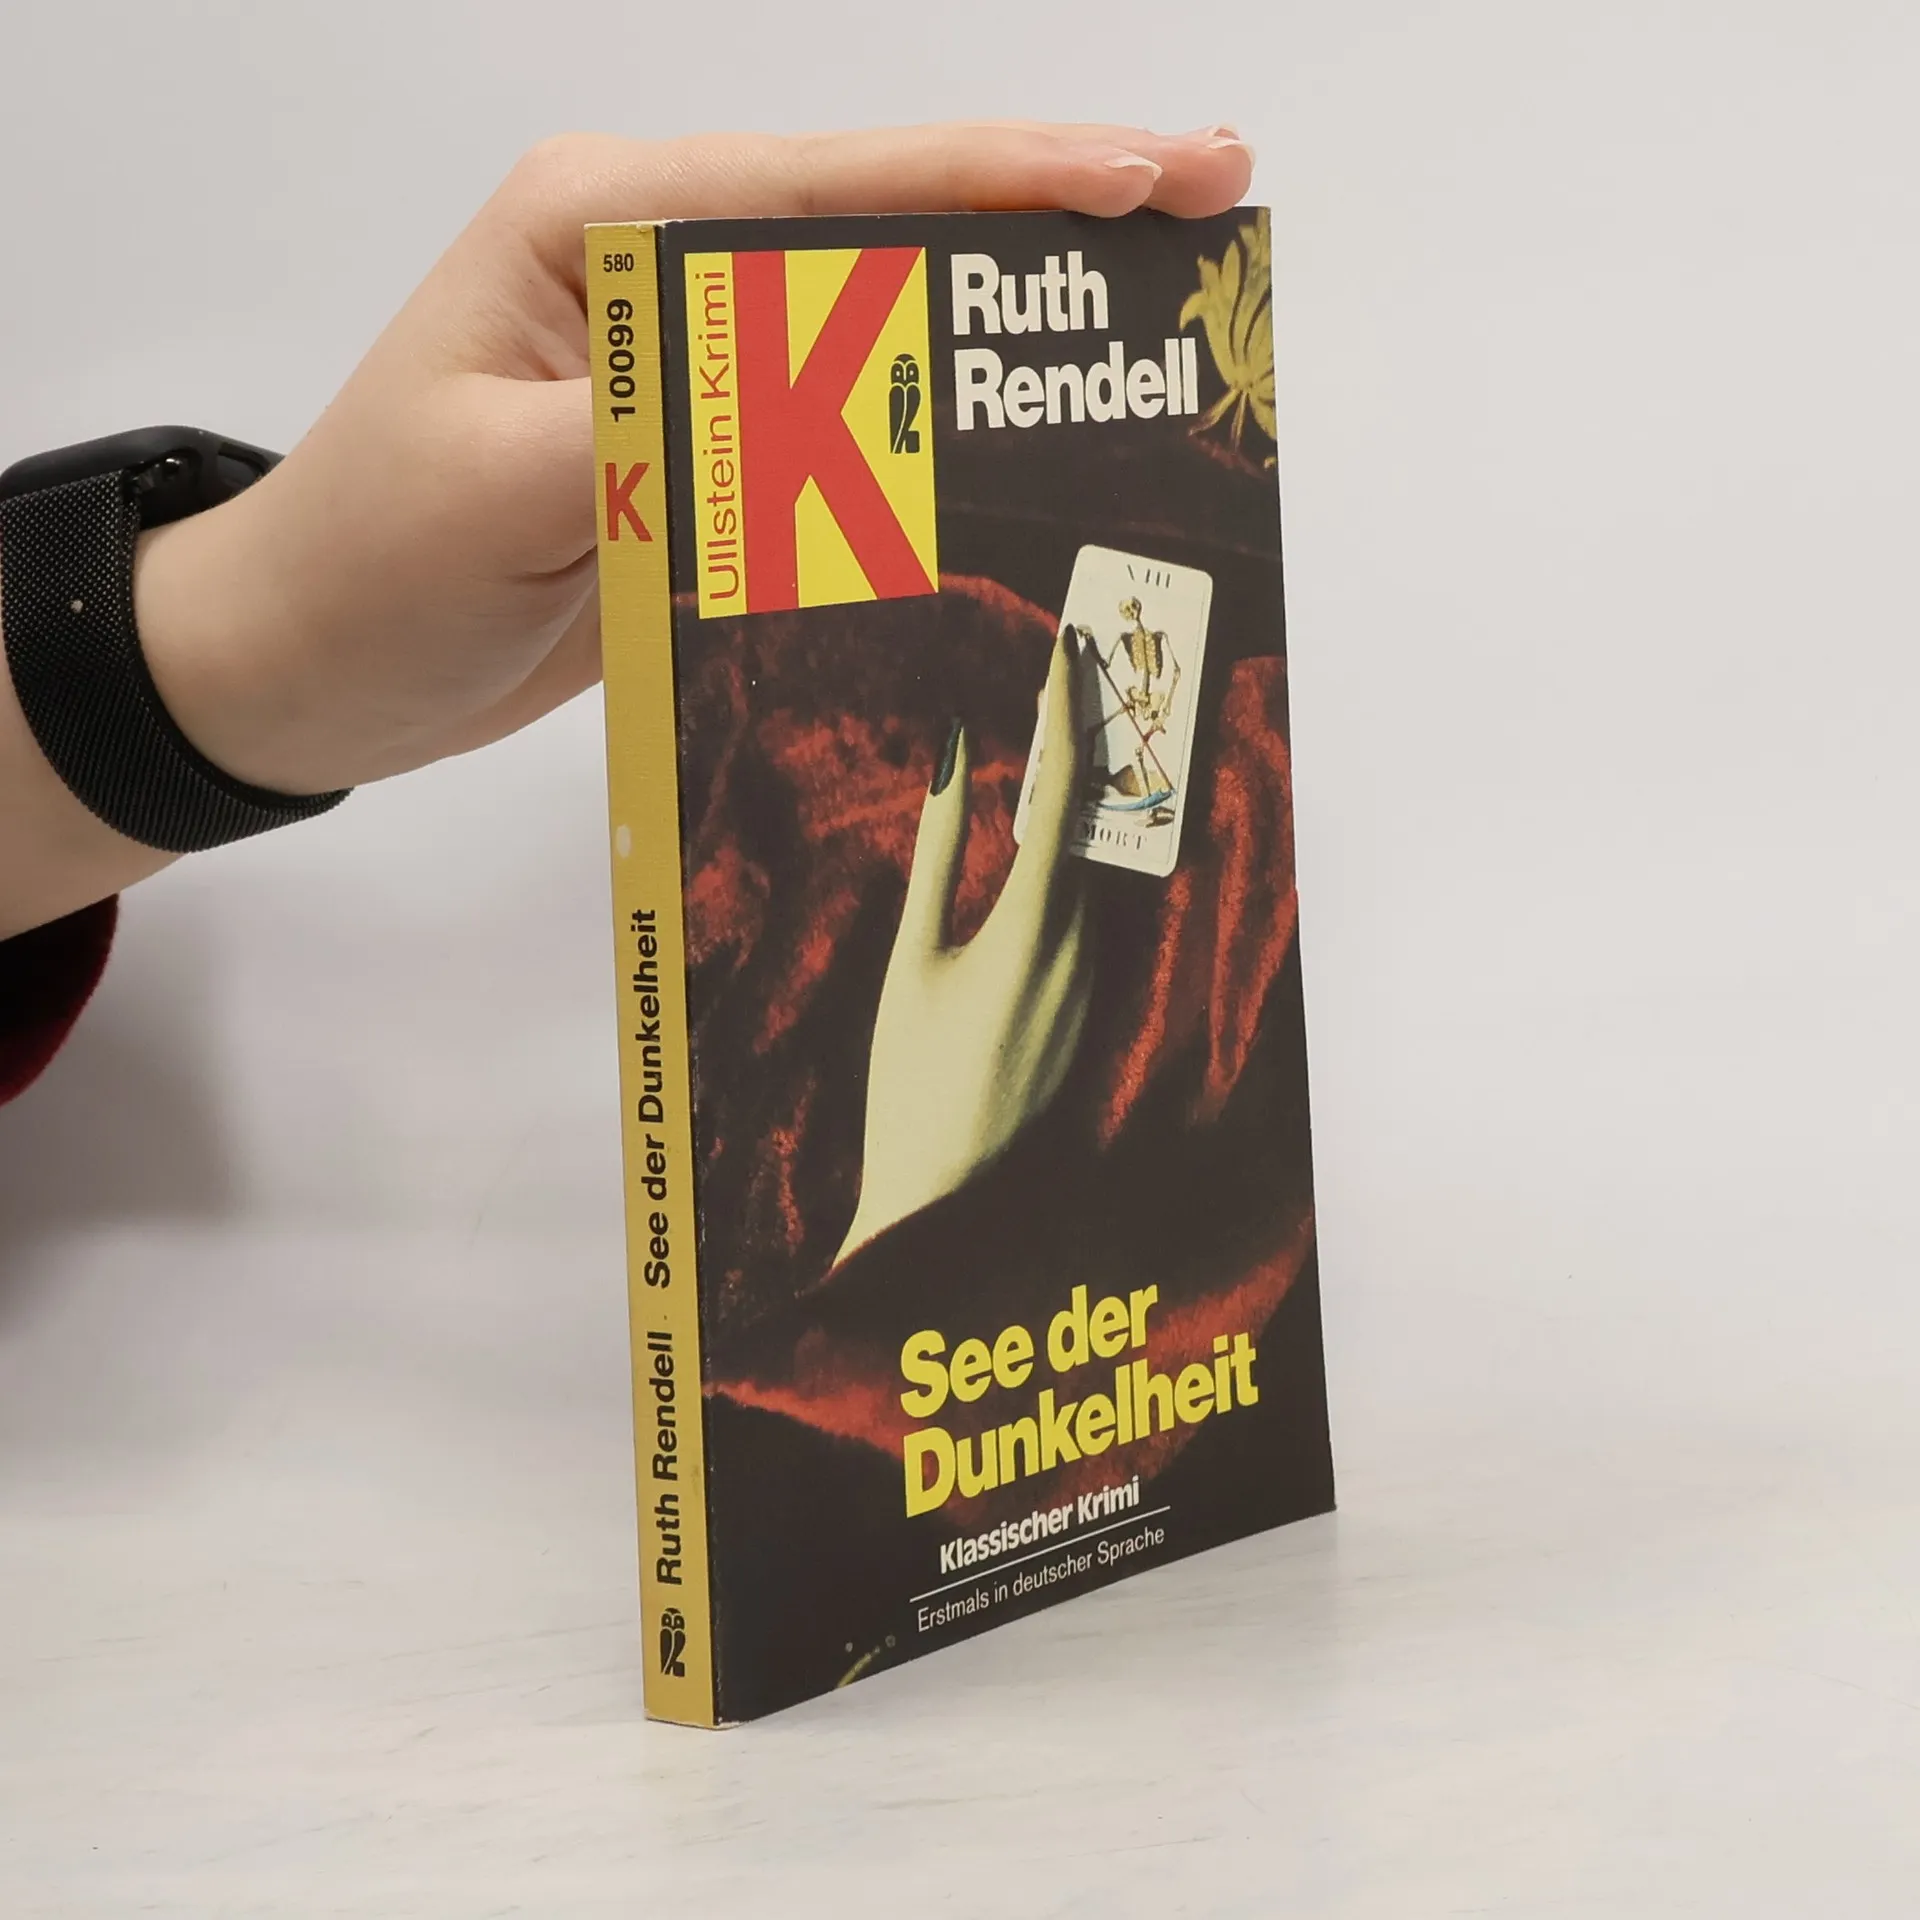 580
10099
K
See der Dunkelheit
Ruth Rendell ·
Ullstein Krimi
K
Ruth
Rendell
VIII
MORT
See der
Dunkelheit
Klassischer Krimi
Erstmals in deutscher Sprache